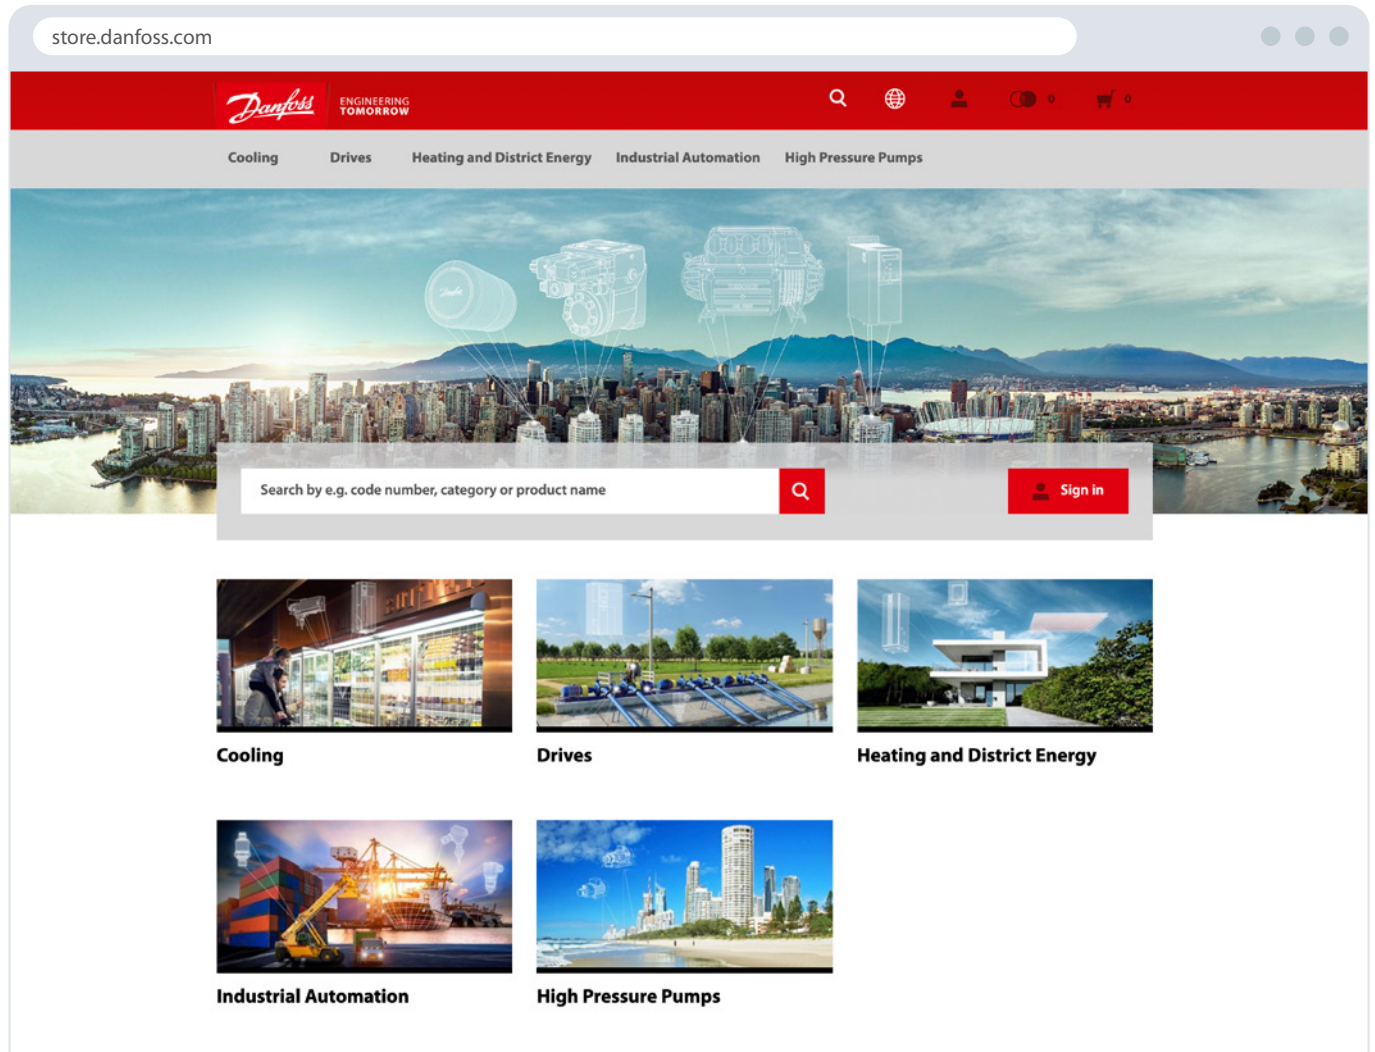 store.danfoss.com
Danfoss
ENGINEERING
TOMORROW
0
0
Cooling
Drives
Heating and District Energy
Industrial Automation
High Pressure Pumps
Danfoss
Search by e.g. code number, category or product name
Sign in
Cooling
Drives
Heating and District Energy
Industrial Automation
High Pressure Pumps